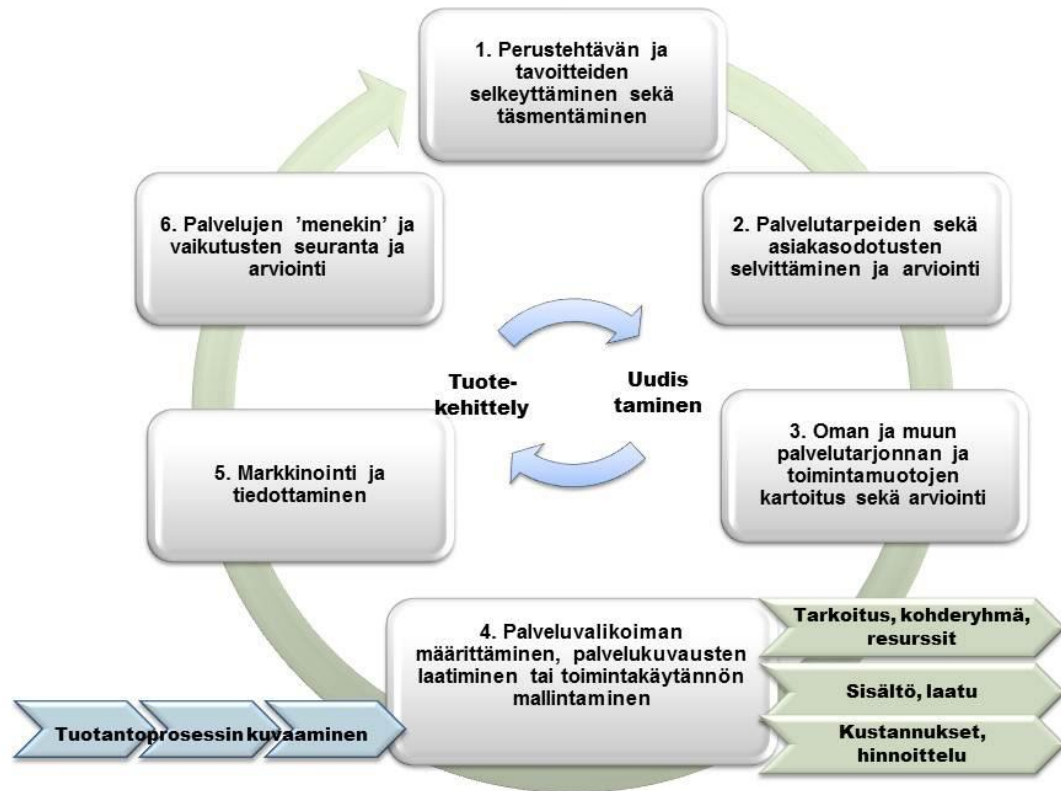 1. Perustehtävän ja
tavoitteiden
selkeyttäminen sekä
täsmentäminen
2. Palvelutarpeiden sekä
asiakasodotusten
selvittäminen ja arviointi
3. Oman ja muun
palvelutarjonnan ja
toimintamuotojen
kartoitus sekä arviointi
4. Palveluvalikoiman
määrittäminen, palvelukuvausten
laatiminen tai toimintakäytännön
mallintaminen
Tarkoitus, kohderyhmä,
resurssit
Sisältö, laatu
Kustannukset,
hinnoittelu
Tuotantoprosessin kuvaaminen
5. Markkinointi ja
tiedottaminen
6. Palvelujen ’menekin’ ja
vaikutusten seuranta ja
arviointi
Tuote-
kehittely
Uudis
taminen